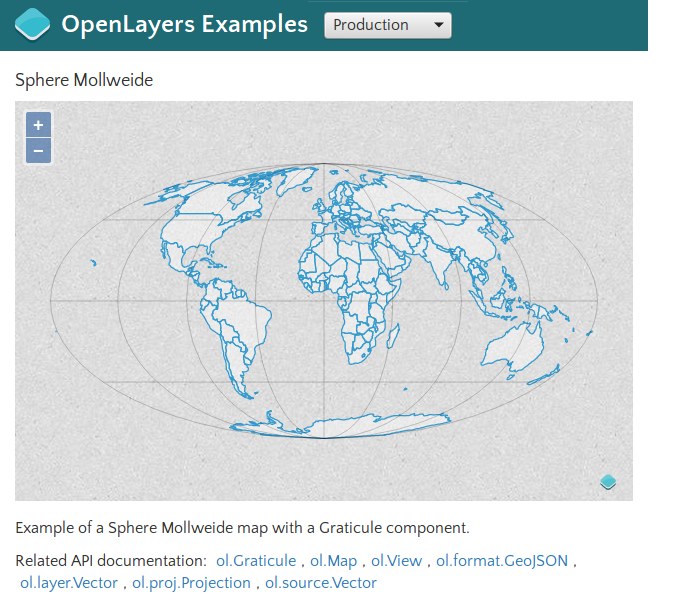 OpenLayers Examples Production
Sphere Mollweide
+
−
Example of a Sphere Mollweide map with a Graticule component.
Related API documentation: ol.Graticule , ol.Map , ol.View , ol.format.GeoJSON ,
ol.layer.Vector , ol.proj.Projection , ol.source.Vector